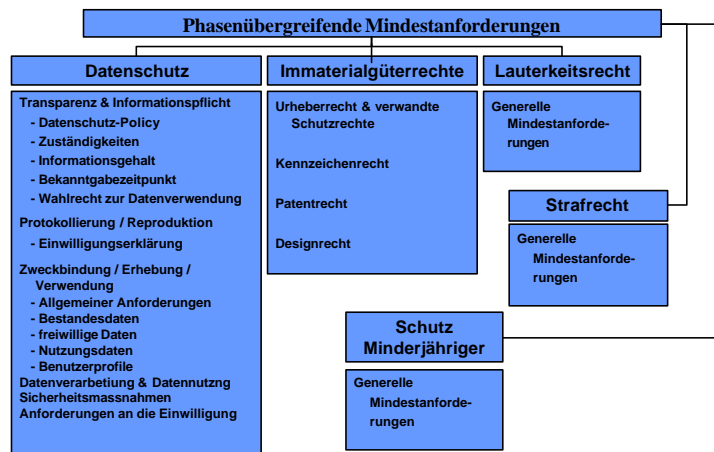 Phasenübergreifende Mindestanforderungen
Datenschutz
Transparenz & Informationspflicht
- Datenschutz-Policy
- Zuständigkeiten
- Informationsgehalt
- Bekanntgabezeitpunkt
- Wahlrecht zur Datenverwendung
Protokollierung / Reproduktion
- Einwilligungserklärung
Zweckbindung / Erhebung /
Verwendung
- Allgemeiner Anforderungen
- Bestandesdaten
- freiwillige Daten
- Nutzungsdaten
- Benutzerprofile
Datenverarbetiung & Datennutzng
Sicherheitsmassnahmen
Anforderungen an die Einwilligung
Immaterialgüterrechte
Urheberrecht & verwandte
Schutzrechte
Kennzeichenrecht
Patentrecht
Designrecht
Lauterkeitsrecht
Generelle
Mindestanforde-
rungen
Strafrecht
Generelle
Mindestanforde-
rungen
Schutz
Minderjähriger
Generelle
Mindestanforde-
rungen